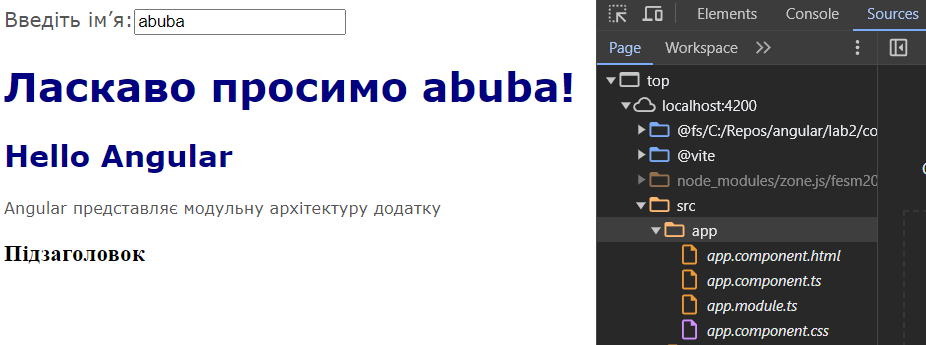 Введіть ім’я: abuba
Ласкаво просимо abuba!
Hello Angular
Angular представляє модульну архітектуру додатку
Підзаголовок
Elements Console Sources
Page Workspace
top
localhost:4200
@fs/C:/Repos/angular/lab2/co
@vite
node_modules/zone.js/fesm20
src
app
app.component.html
app.component.ts
app.module.ts
app.component.css